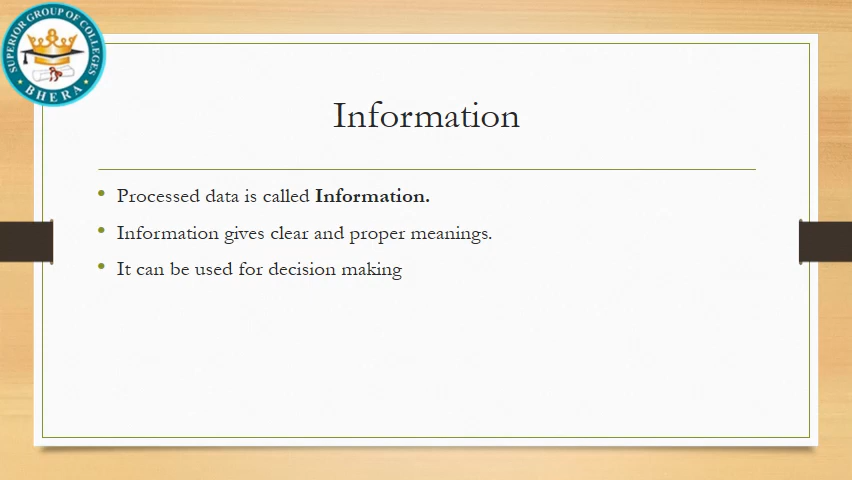 SUPERIOR GROUP OF COLLEGES
BHERA
Information
• Processed data is called Information.
• Information gives clear and proper meanings.
• It can be used for decision making